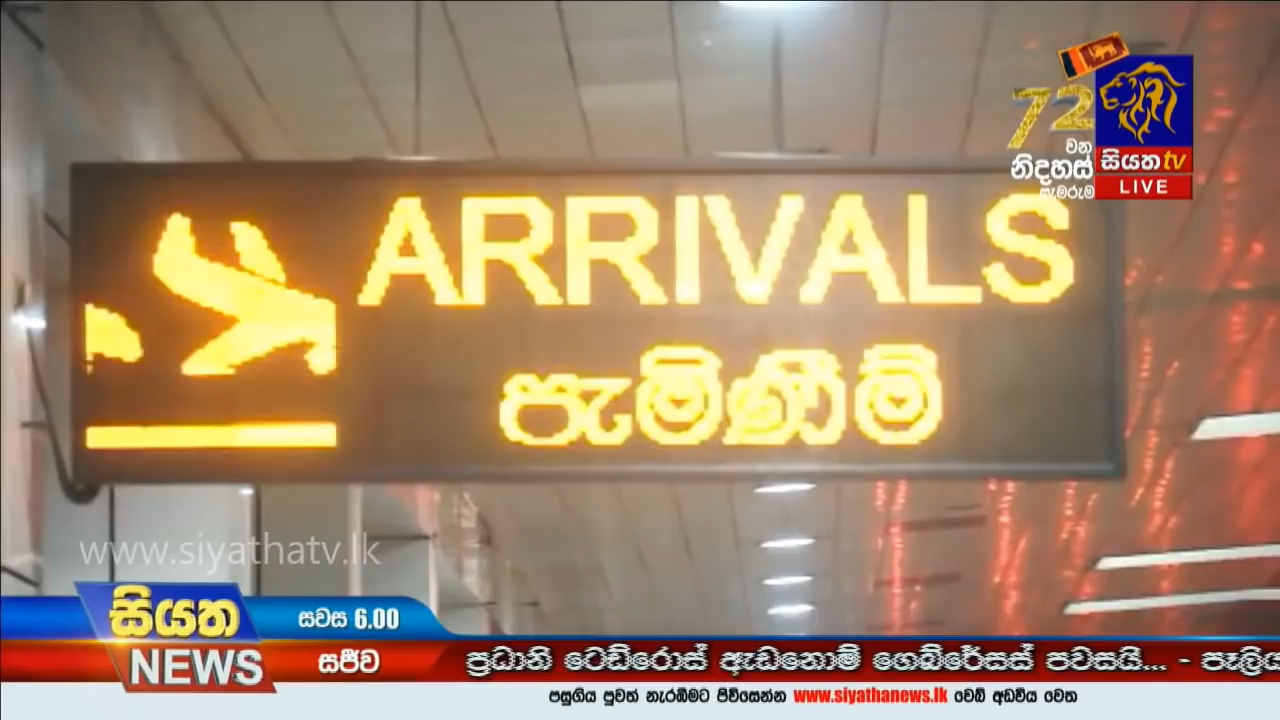 72
වන
නිදහස්
සැමරුම
සියත tv
LIVE
ARRIVALS
පැමිණීම්
www.siyathatv.lk
සියත
NEWS
සවස 6.00
සජීව
ප්‍රධානි ටෙඩ්රොස් ඇඩනොම් ගෙබ්රේසස් පවසයි... - පැලිය
පසුගිය පුවත් නැරඹීමට පිවිසෙන්න www.siyathanews.lk වෙබ් අඩවිය වෙත